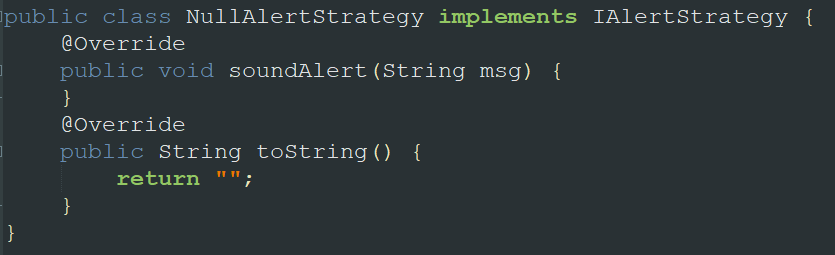 public class NullAlertStrategy implements IAlertStrategy {
    @Override
    public void soundAlert(String msg) {
    }
    @Override
    public String toString() {
        return "";
    }
}